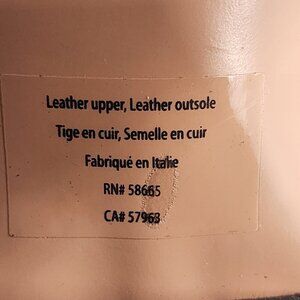 Leather upper, Leather outsole
Tige en cuir, Semelle en cuir
Fabriqué en Italie
RN# 58665
CA# 57963